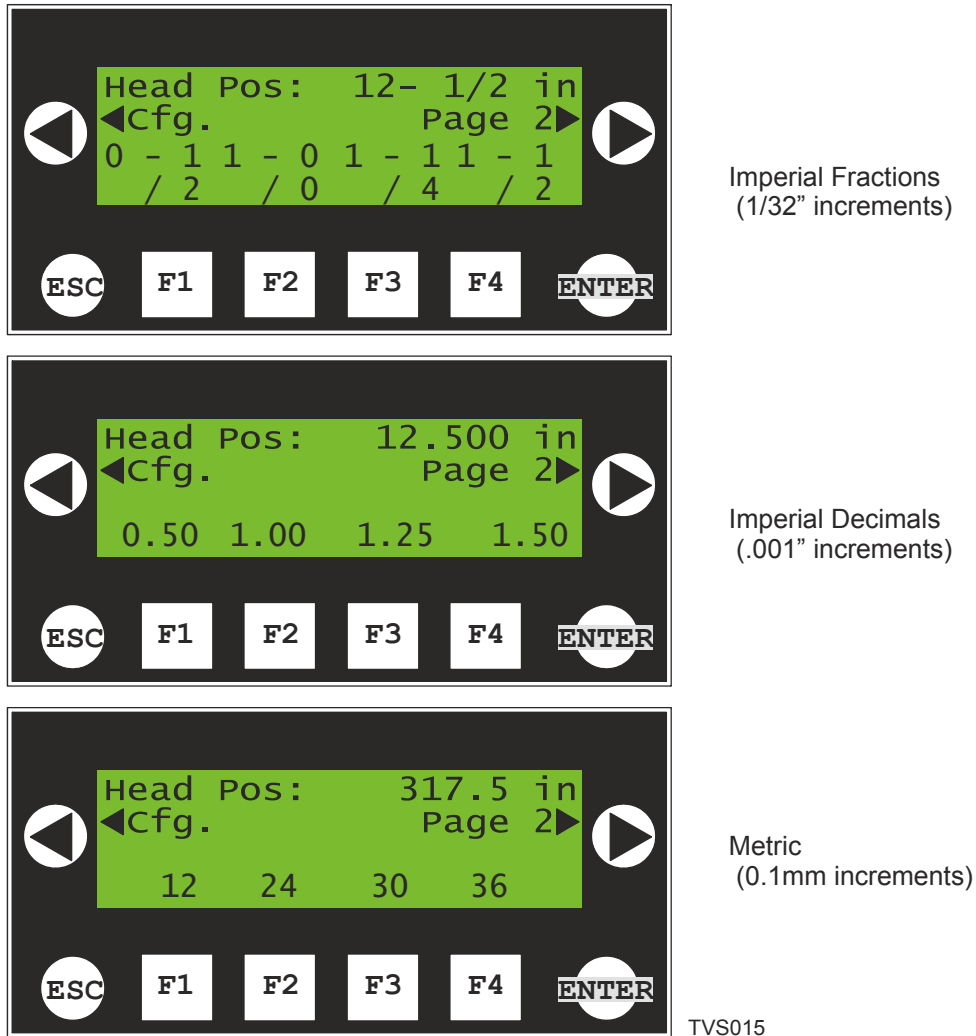 Head Pos: 12- 1/2 in
◀Cfg. Page 2▶
0 - 1 1 - 0 1 - 1 1 - 1
/ 2 / 0 / 4 / 2
ESC F1 F2 F3 F4 ENTER
Imperial Fractions
(1/32” increments)
Head Pos: 12.500 in
◀Cfg. Page 2▶
0.50 1.00 1.25 1.50
ESC F1 F2 F3 F4 ENTER
Imperial Decimals
(.001” increments)
Head Pos: 317.5 in
◀Cfg. Page 2▶
12 24 30 36
ESC F1 F2 F3 F4 ENTER
Metric
(0.1mm increments)
TVS015